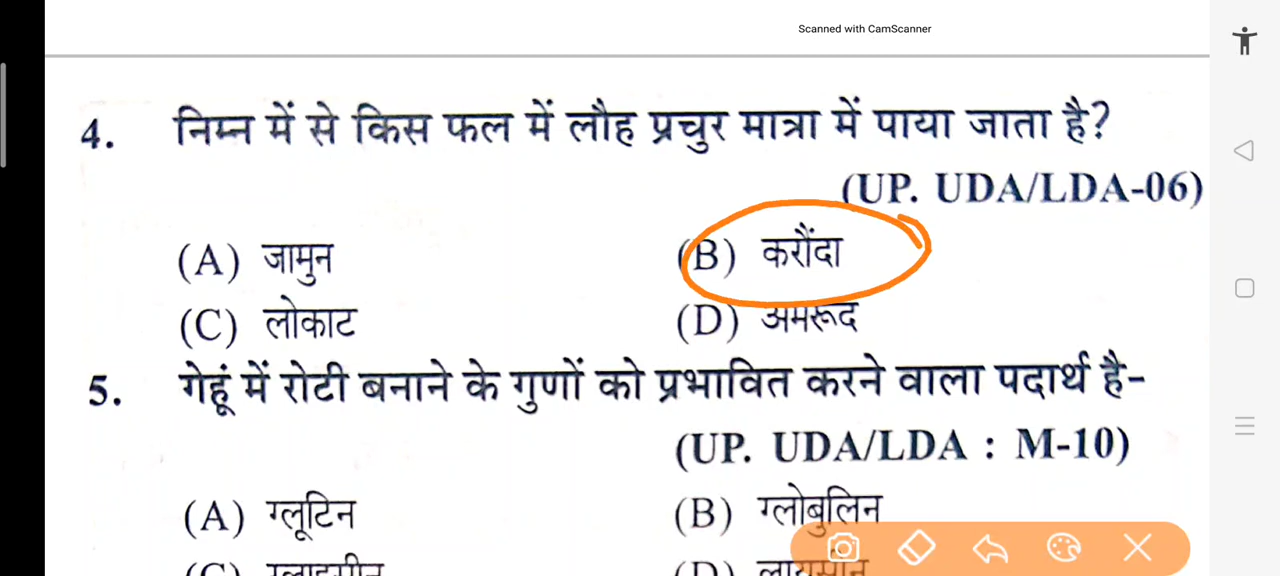 Scanned with CamScanner
4. निम्न में से किस फल में लौह प्रचुर मात्रा में पाया जाता है?
(UP. UDA/LDA-06)
(A) जामुन (B) करौंदा
(C) लोकाट (D) अमरूद
5. गेहूं में रोटी बनाने के गुणों को प्रभावित करने वाला पदार्थ है-
(UP. UDA/LDA : M-10)
(A) ग्लूटिन (B) ग्लोबुलिन
(C) (D)